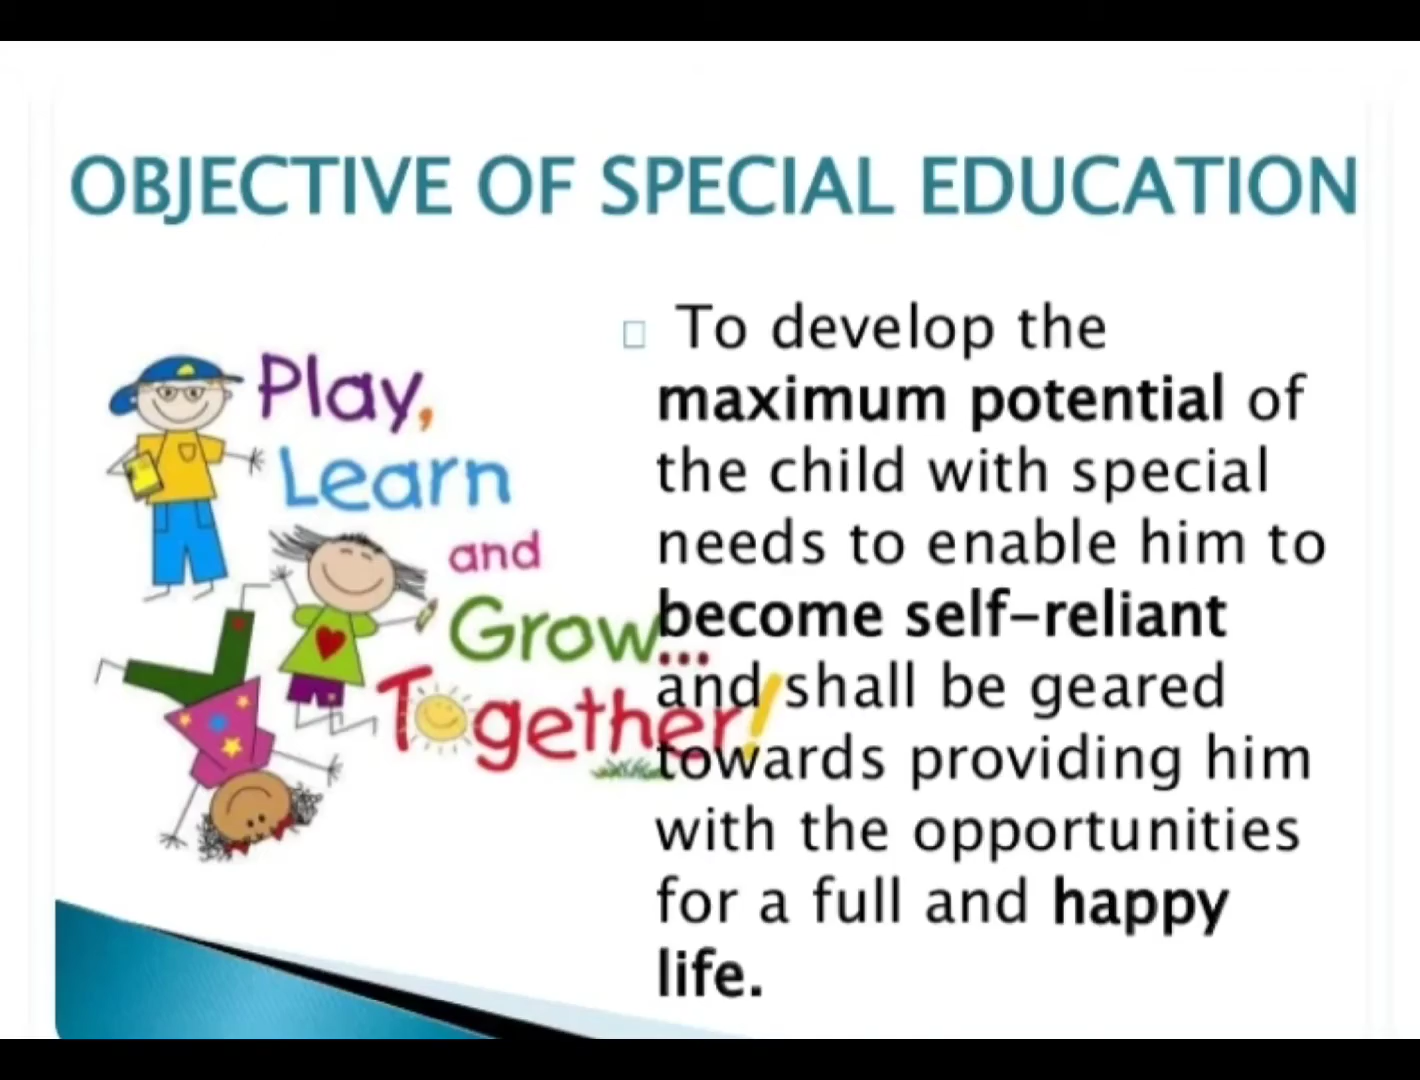 OBJECTIVE OF SPECIAL EDUCATION
Play,
Learn
and
Grow...
Together!
To develop the
maximum potential of
the child with special
needs to enable him to
become self-reliant
and shall be geared
towards providing him
with the opportunities
for a full and happy
life.